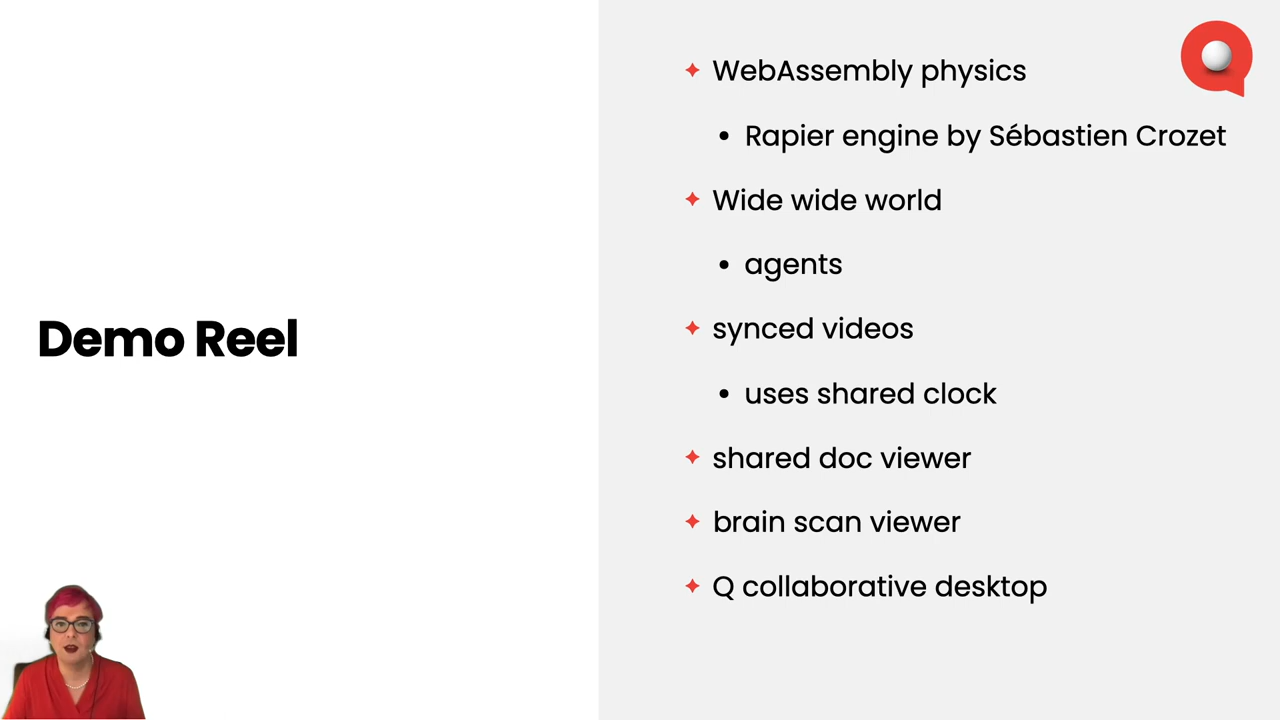 Demo Reel
WebAssembly physics
Rapier engine by Sébastien Crozet
Wide wide world
agents
synced videos
uses shared clock
shared doc viewer
brain scan viewer
Q collaborative desktop